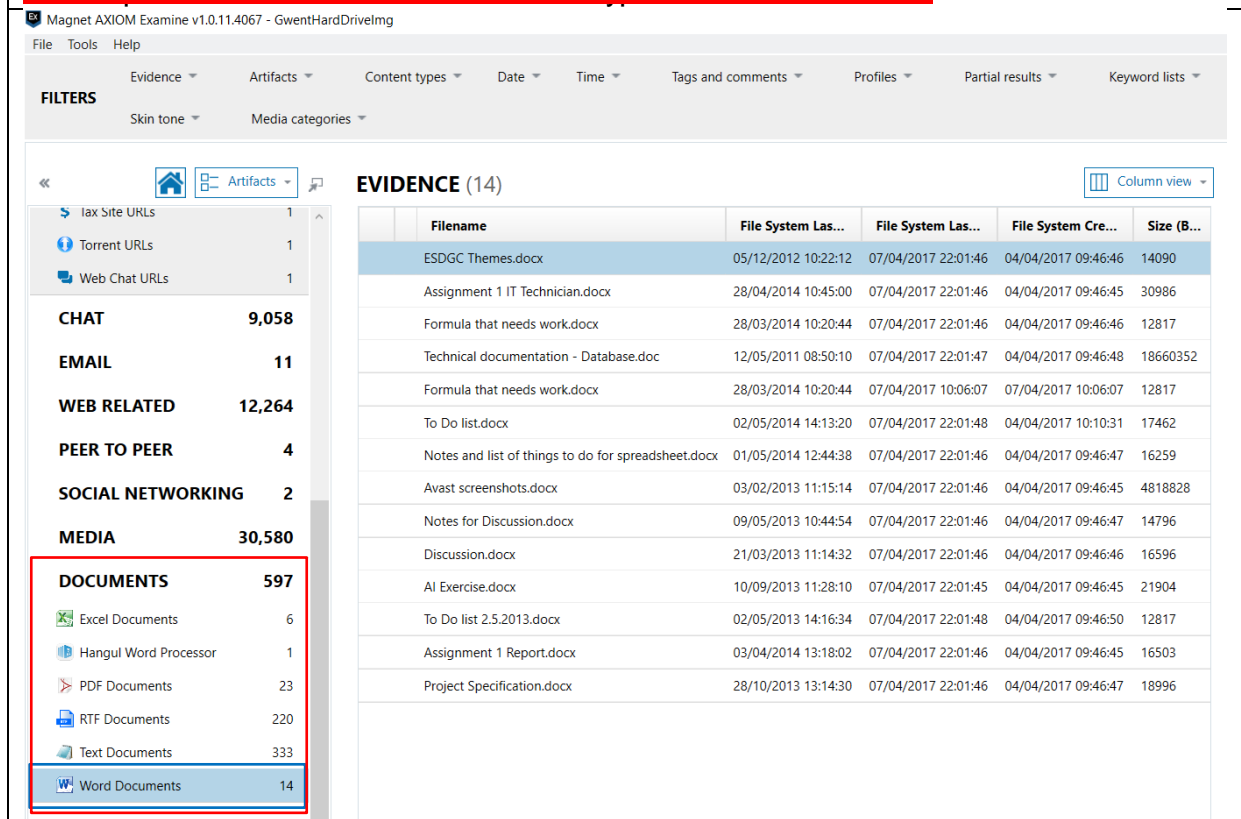 Magnet AXIOM Examine v1.0.11.4067 - GwentHardDriveImg
File Tools Help
FILTERS
Evidence Artifacts Content types Date Time Tags and comments Profiles Partial results Keyword lists
Skin tone Media categories
Artifacts
EVIDENCE (14)
Column view
Tax Site URLs 1
Torrent URLs 1
Web Chat URLs 1
CHAT 9,058
EMAIL 11
WEB RELATED 12,264
PEER TO PEER 4
SOCIAL NETWORKING 2
MEDIA 30,580
DOCUMENTS 597
Excel Documents 6
Hangul Word Processor 1
PDF Documents 23
RTF Documents 220
Text Documents 333
Word Documents 14
Filename File System Las... File System Las... File System Cre... Size (B...
ESDGC Themes.docx 05/12/2012 10:22:12 07/04/2017 22:01:46 04/04/2017 09:46:46 14090
Assignment 1 IT Technician.docx 28/04/2014 10:45:00 07/04/2017 22:01:46 04/04/2017 09:46:45 30986
Formula that needs work.docx 28/03/2014 10:20:44 07/04/2017 22:01:46 04/04/2017 09:46:46 12817
Technical documentation - Database.doc 12/05/2011 08:50:10 07/04/2017 22:01:47 04/04/2017 09:46:48 18660352
Formula that needs work.docx 28/03/2014 10:20:44 07/04/2017 10:06:07 07/04/2017 10:06:07 12817
To Do list.docx 02/05/2014 14:13:20 07/04/2017 22:01:48 04/04/2017 10:10:31 17462
Notes and list of things to do for spreadsheet.docx 01/05/2014 12:44:38 07/04/2017 22:01:46 04/04/2017 09:46:47 16259
Avast screenshots.docx 03/02/2013 11:15:14 07/04/2017 22:01:46 04/04/2017 09:46:45 4818828
Notes for Discussion.docx 09/05/2013 10:44:54 07/04/2017 22:01:46 04/04/2017 09:46:47 14796
Discussion.docx 21/03/2013 11:14:32 07/04/2017 22:01:46 04/04/2017 09:46:46 16596
AI Exercise.docx 10/09/2013 11:28:10 07/04/2017 22:01:45 04/04/2017 09:46:45 21904
To Do list 2.5.2013.docx 02/05/2013 14:16:34 07/04/2017 22:01:48 04/04/2017 09:46:50 12817
Assignment 1 Report.docx 03/04/2014 13:18:02 07/04/2017 22:01:46 04/04/2017 09:46:45 16503
Project Specification.docx 28/10/2013 13:14:30 07/04/2017 22:01:46 04/04/2017 09:46:47 18996